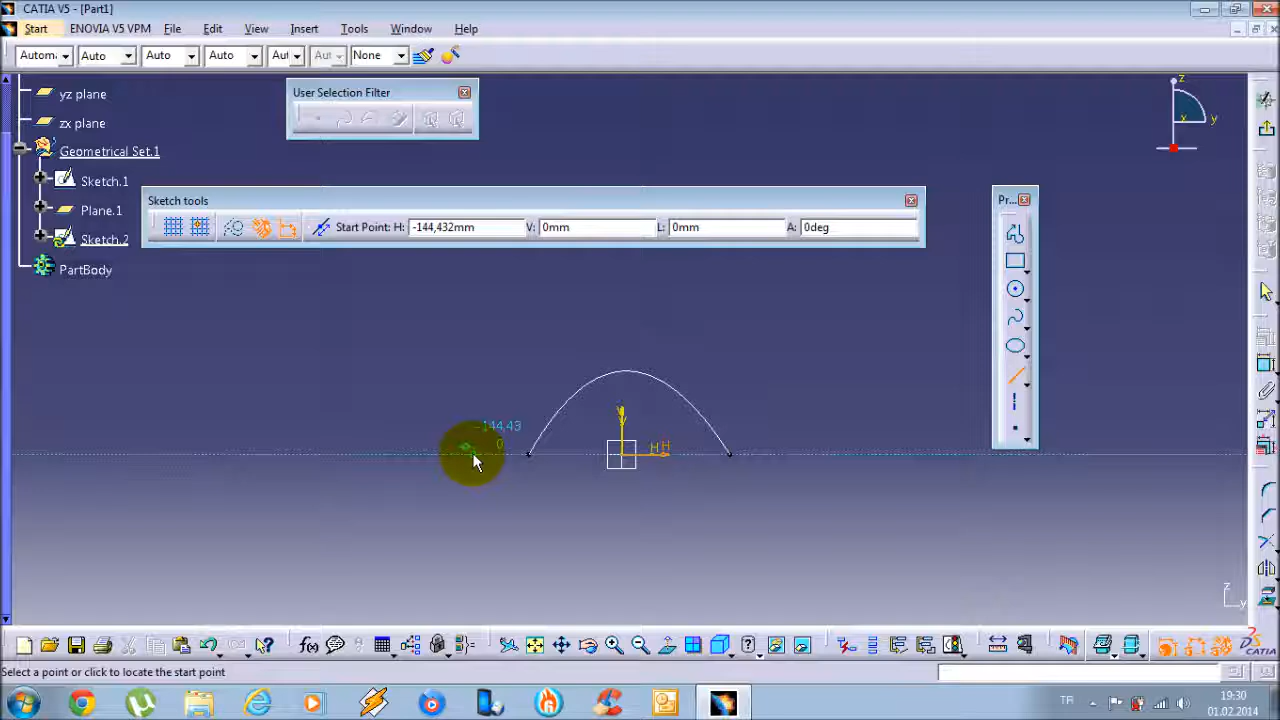 CATIA V5 - [Part1]
Start ENOVIA V5 VPM File Edit View Insert Tools Window Help
Autom Auto Auto Auto Aut Aut None
yz plane
zx plane
Geometrical Set.1
Sketch.1
Plane.1
Sketch.2
PartBody
User Selection Filter
Sketch tools
Start Point: H: -144,432mm V: 0mm L: 0mm A: 0deg
Pr...
z
x
y
-144,43
0
V
H H
z
y
f(x)
CATIA
Select a point or click to locate the start point
TR
19:30
01.02.2014